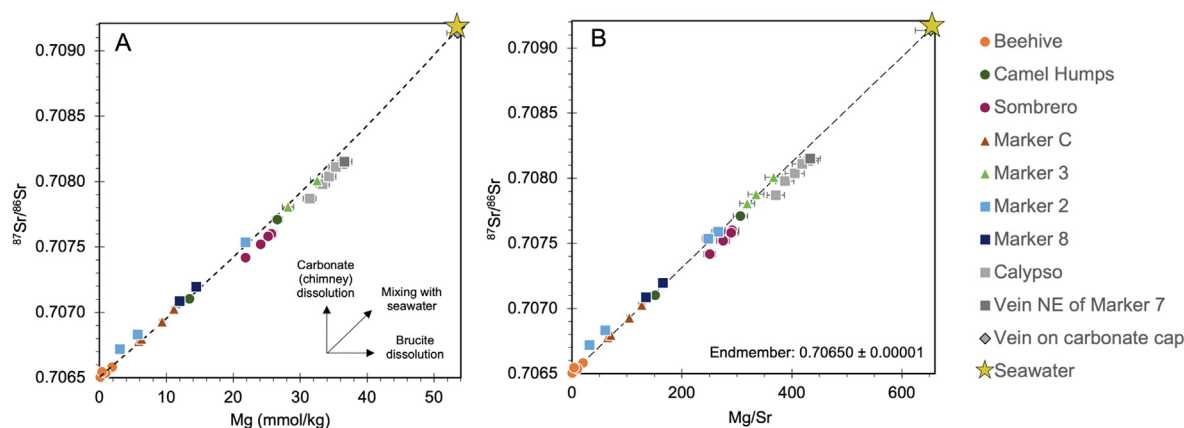 A
0.7090
0.7085
0.7080
0.7075
0.7070
0.7065
⁸⁷Sr/⁸⁶Sr
0
10
20
30
40
50
Mg (mmol/kg)
Carbonate
(chimney)
dissolution
Mixing with
seawater
Brucite
dissolution
B
0.7090
0.7085
0.7080
0.7075
0.7070
0.7065
⁸⁷Sr/⁸⁶Sr
0
200
400
600
Mg/Sr
Endmember: 0.70650 ± 0.00001
Beehive
Camel Humps
Sombrero
Marker C
Marker 3
Marker 2
Marker 8
Calypso
Vein NE of Marker 7
Vein on carbonate cap
Seawater